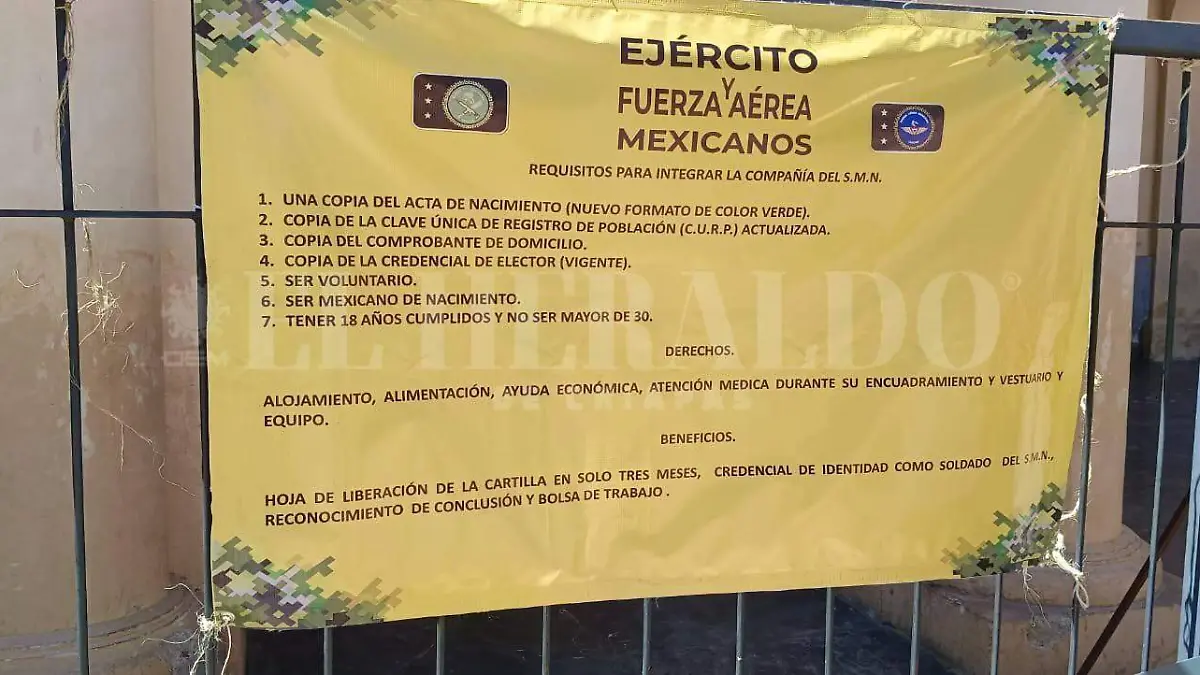 EJÉRCITO
Y
FUERZA AÉREA
MEXICANOS
REQUISITOS PARA INTEGRAR LA COMPAÑÍA DEL S.M.N.
1. UNA COPIA DEL ACTA DE NACIMIENTO (NUEVO FORMATO DE COLOR VERDE).
2. COPIA DE LA CLAVE ÚNICA DE REGISTRO DE POBLACIÓN (C.U.R.P.) ACTUALIZADA.
3. COPIA DEL COMPROBANTE DE DOMICILIO.
4. COPIA DE LA CREDENCIAL DE ELECTOR (VIGENTE).
5. SER VOLUNTARIO.
6. SER MEXICANO DE NACIMIENTO.
7. TENER 18 AÑOS CUMPLIDOS Y NO SER MAYOR DE 30.
OEM EL HERALDO®
DE CHIAPAS
DERECHOS.
ALOJAMIENTO, ALIMENTACIÓN, AYUDA ECONÓMICA, ATENCIÓN MEDICA DURANTE SU ENCUADRAMIENTO Y VESTUARIO Y
EQUIPO.
BENEFICIOS.
HOJA DE LIBERACIÓN DE LA CARTILLA EN SOLO TRES MESES, CREDENCIAL DE IDENTIDAD COMO SOLDADO DEL S.M.N.,
RECONOCIMIENTO DE CONCLUSIÓN Y BOLSA DE TRABAJO .